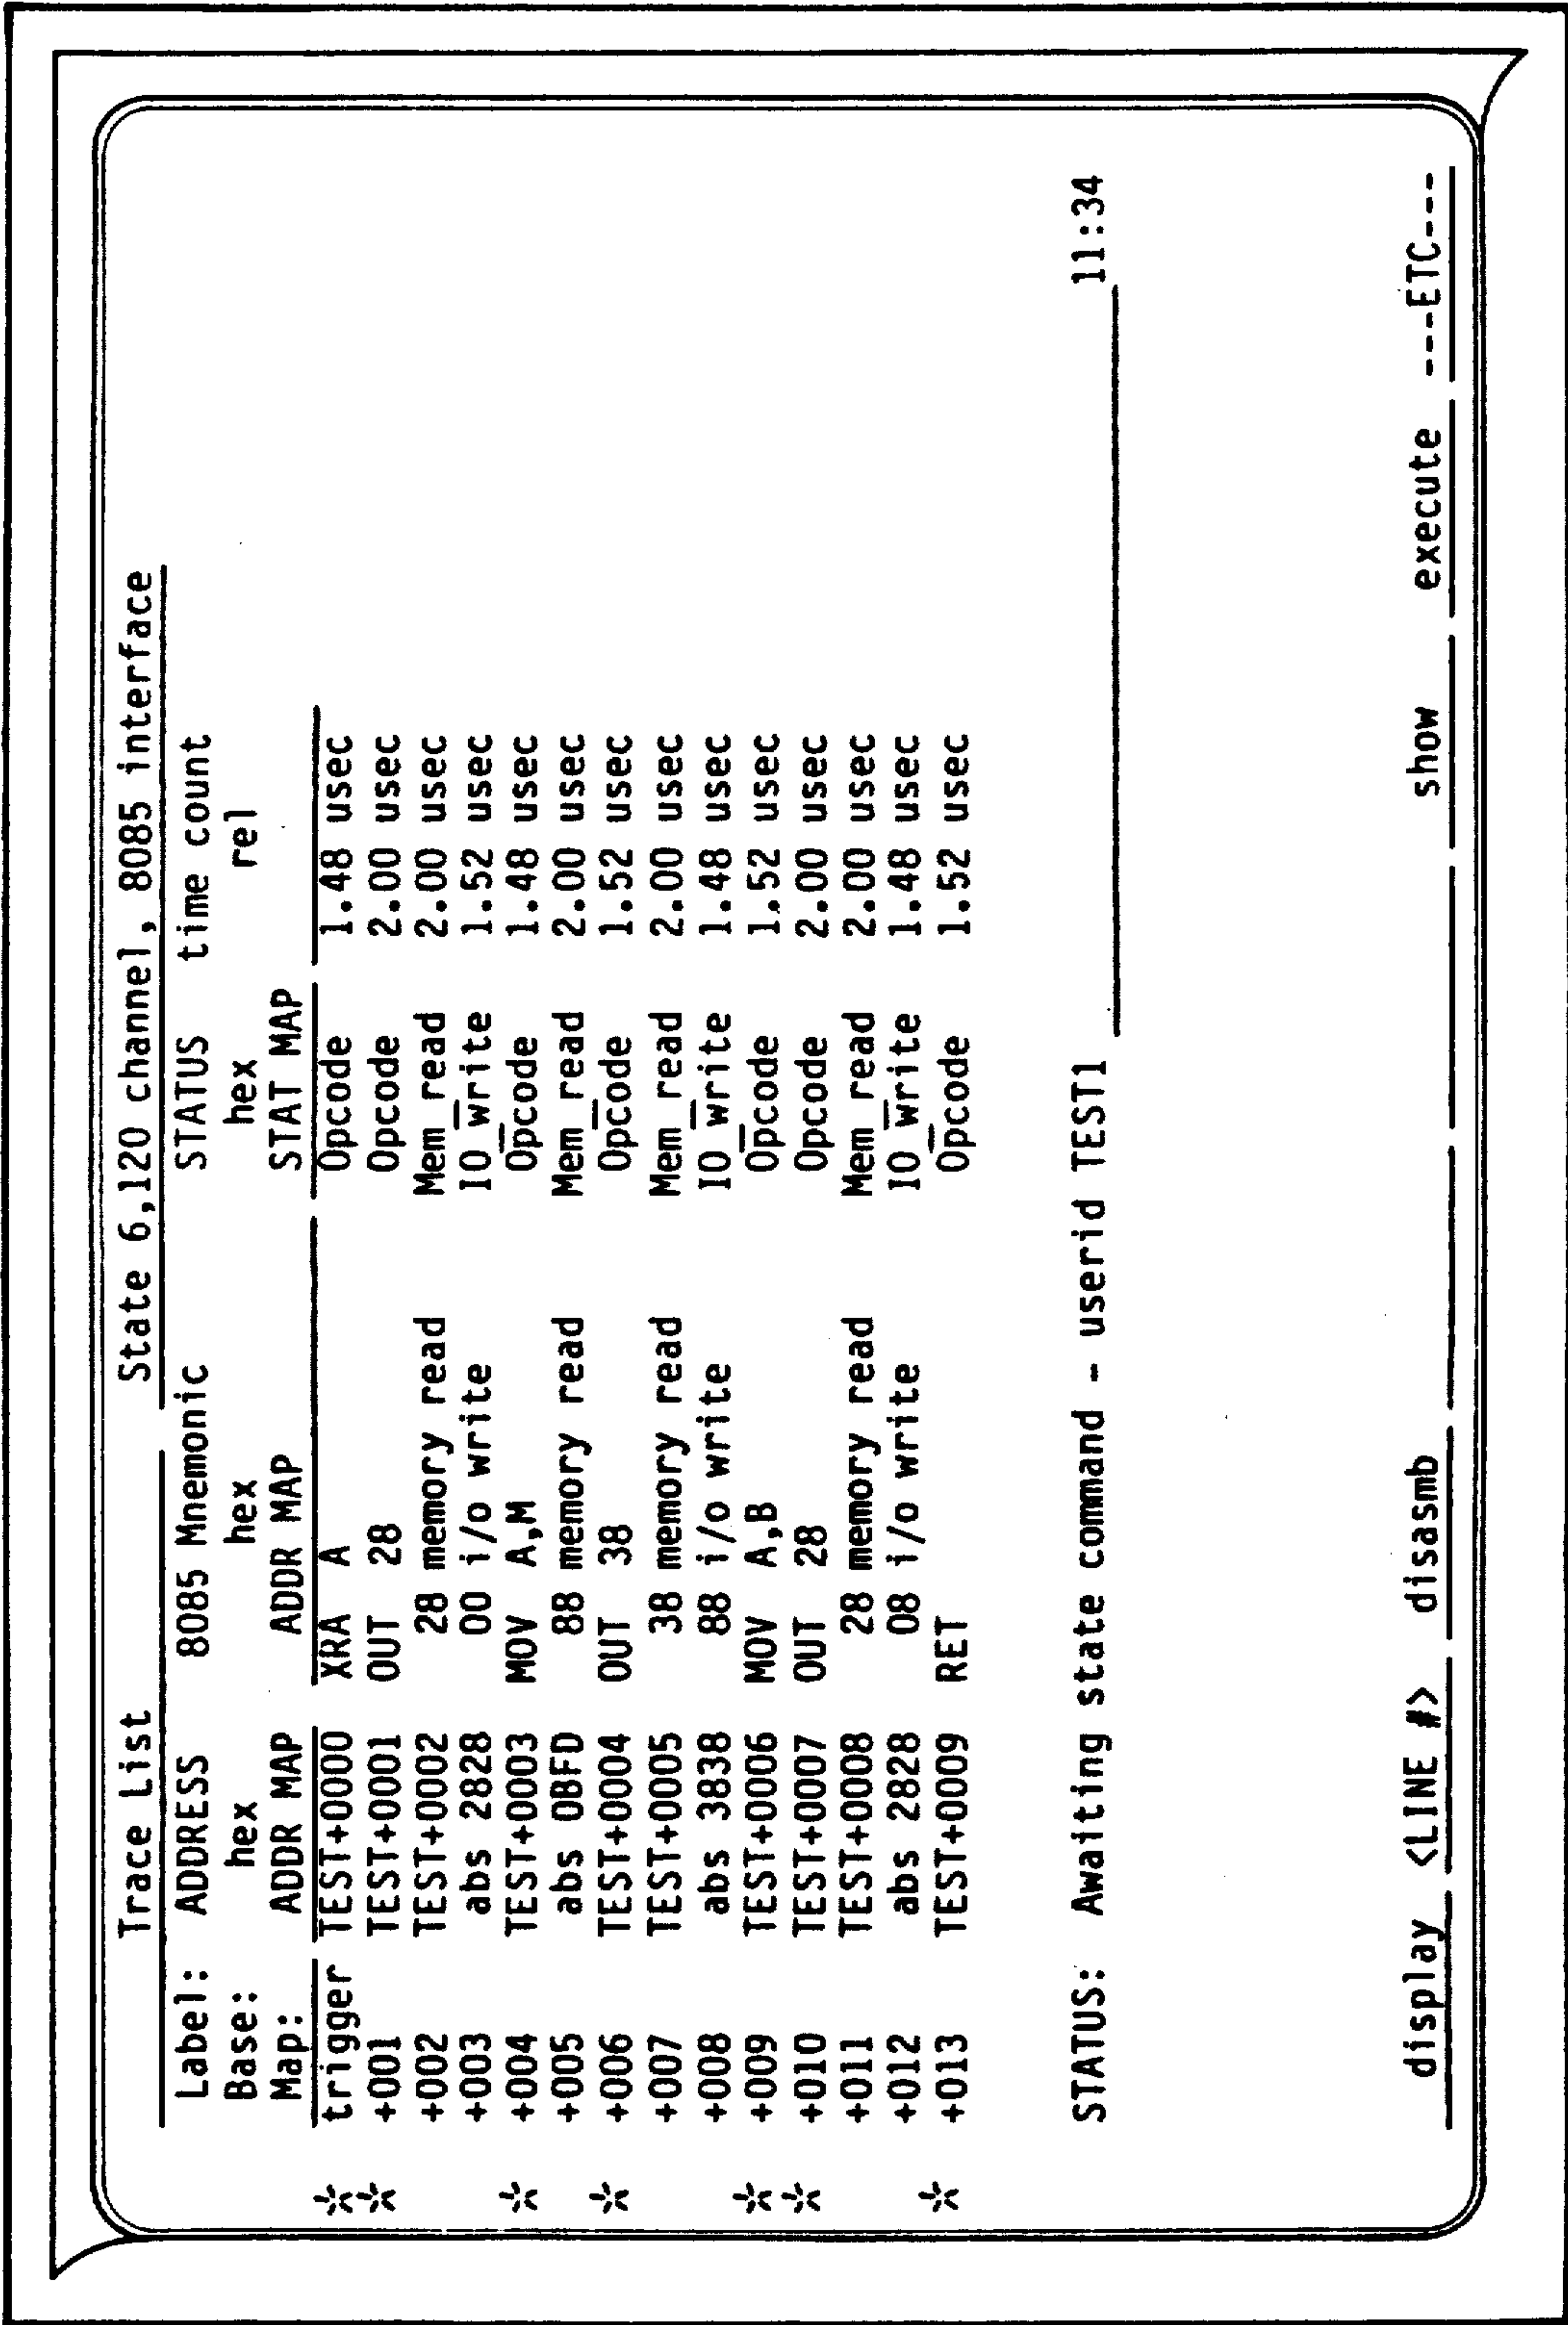 Trace List State 6,120 channel, 8085 interface
Label: ADDRESS 8085 Mnemonic STATUS time count
Base: hex hex hex rel
Map: ADDR MAP ADDR MAP STAT MAP
* trigger TEST+0000 XRA A Opcode 1.48 usec
* +001 TEST+0001 OUT 28 Opcode 2.00 usec
+002 TEST+0002 28 memory read Mem_read 2.00 usec
+003 abs 2828 00 i/o write IO_write 1.52 usec
* +004 TEST+0003 MOV A,M Opcode 1.48 usec
+005 abs 0BFD 88 memory read Mem_read 2.00 usec
* +006 TEST+0004 OUT 38 Opcode 1.52 usec
+007 TEST+0005 38 memory read Mem_read 2.00 usec
+008 abs 3838 88 i/o write IO_write 1.48 usec
* +009 TEST+0006 MOV A,B Opcode 1.52 usec
* +010 TEST+0007 OUT 28 Opcode 2.00 usec
+011 TEST+0008 28 memory read Mem_read 2.00 usec
+012 abs 2828 08 i/o write IO_write 1.48 usec
* +013 TEST+0009 RET Opcode 1.52 usec
STATUS: Awaiting state command - userid TEST1 11:34
display <LINE #> disasmb show execute ---ETC---